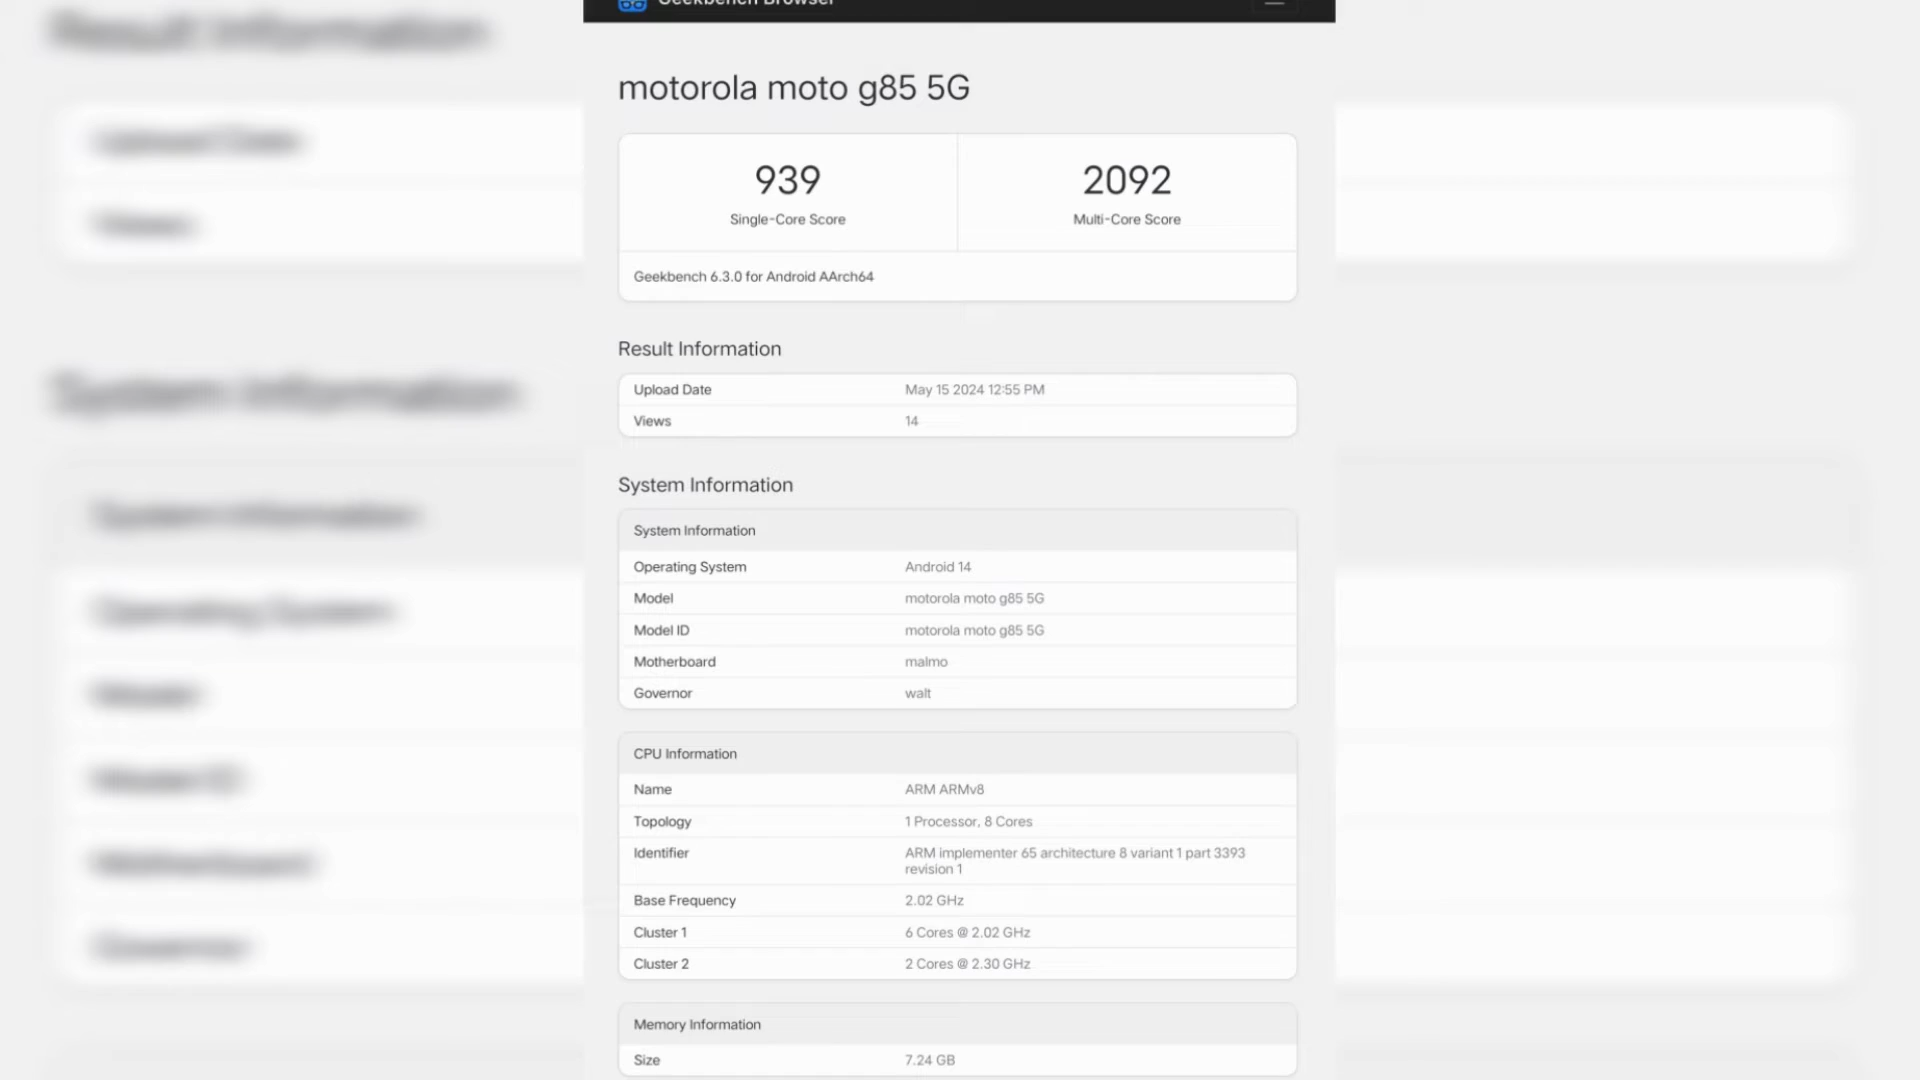 Geekbench Browser
motorola moto g85 5G
939
Single-Core Score
2092
Multi-Core Score
Geekbench 6.3.0 for Android AArch64
Result Information
Upload Date
May 15 2024 12:55 PM
Views
14
System Information
System Information
Operating System
Android 14
Model
motorola moto g85 5G
Model ID
motorola moto g85 5G
Motherboard
malmo
Governor
walt
CPU Information
Name
ARM ARMv8
Topology
1 Processor, 8 Cores
Identifier
ARM implementer 65 architecture 8 variant 1 part 3393
revision 1
Base Frequency
2.02 GHz
Cluster 1
6 Cores @ 2.02 GHz
Cluster 2
2 Cores @ 2.30 GHz
Memory Information
Size
7.24 GB